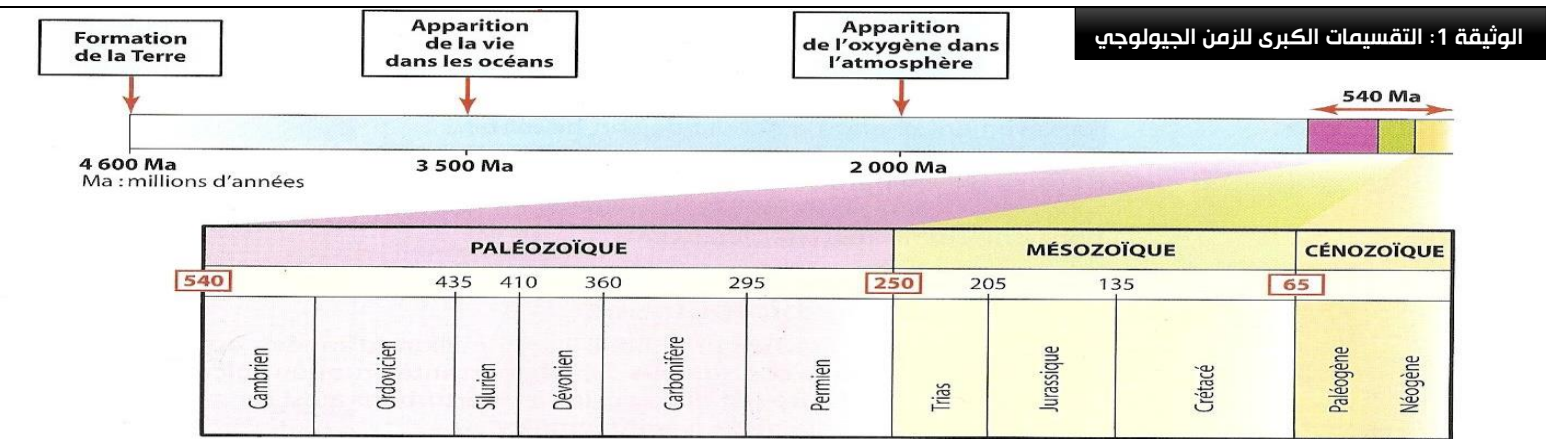 الوثيقة 1: التقسيمات الكبرى للزمن الجيولوجي
Formation
de la Terre
Apparition
de la vie
dans les océans
Apparition
de l'oxygène dans
l'atmosphère
540 Ma
4 600 Ma
3 500 Ma
2 000 Ma
Ma : millions d'années
PALÉOZOÏQUE
MÉSOZOÏQUE
CÉNOZOÏQUE
540
435
410
360
295
250
205
135
65
Cambrien
Ordovicien
Silurien
Dévonien
Carbonifère
Permien
Trias
Jurassique
Crétacé
Paléogène
Néogène